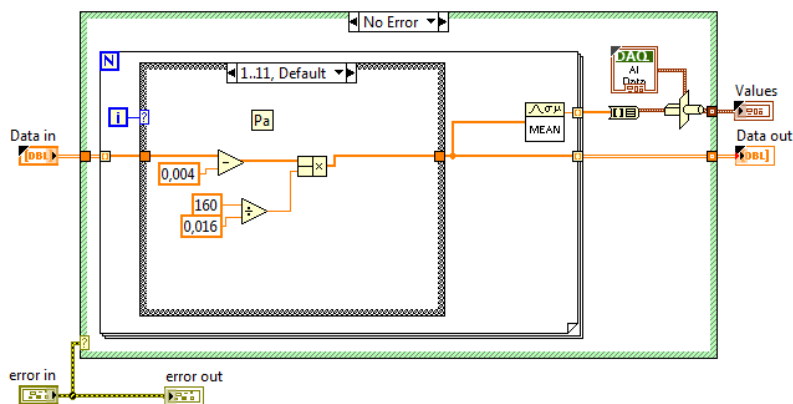 No Error
N
1..11, Default
DAQ
AI
Data
Values
i
?
Pa
σμ
MEAN
Data in
[DBL]
Data out
DBL]
0,004
160
0,016
?
error in
error out